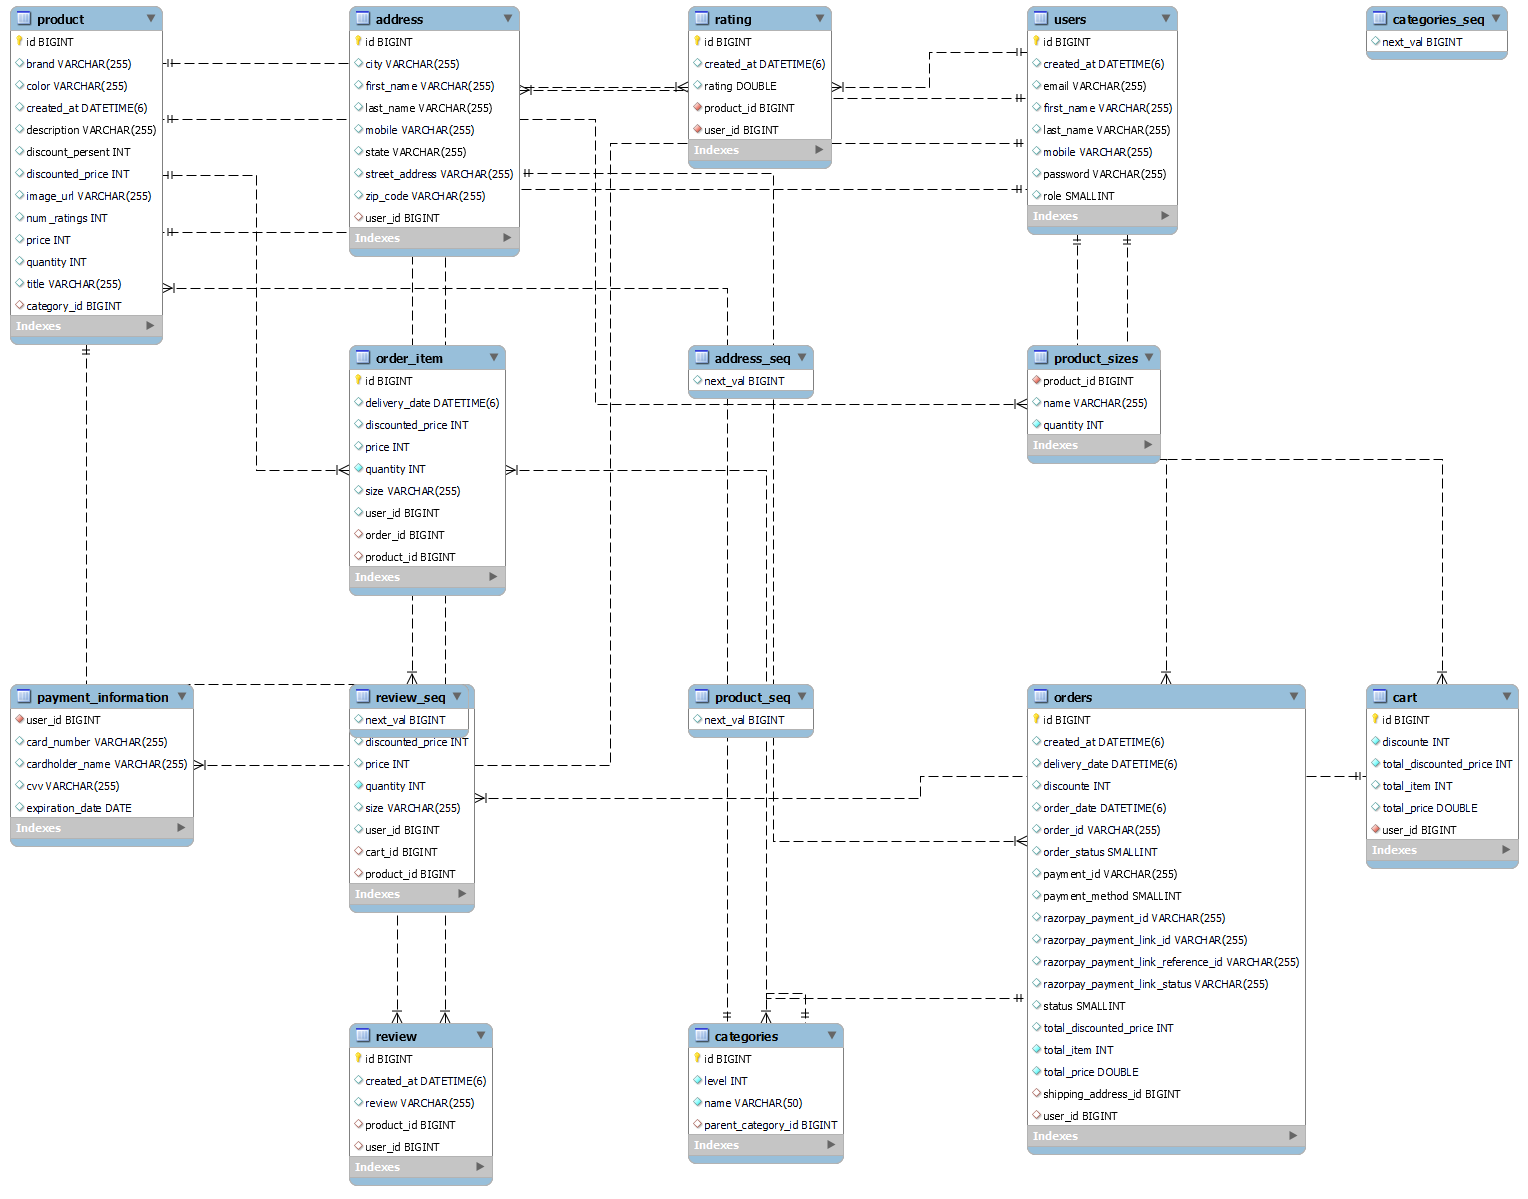 product
id BIGINT
brand VARCHAR(255)
color VARCHAR(255)
created_at DATETIME(6)
description VARCHAR(255)
discount_persent INT
discounted_price INT
image_url VARCHAR(255)
num_ratings INT
price INT
quantity INT
title VARCHAR(255)
category_id BIGINT
Indexes
address
id BIGINT
city VARCHAR(255)
first_name VARCHAR(255)
last_name VARCHAR(255)
mobile VARCHAR(255)
state VARCHAR(255)
street_address VARCHAR(255)
zip_code VARCHAR(255)
user_id BIGINT
Indexes
rating
id BIGINT
created_at DATETIME(6)
rating DOUBLE
product_id BIGINT
user_id BIGINT
Indexes
users
id BIGINT
created_at DATETIME(6)
email VARCHAR(255)
first_name VARCHAR(255)
last_name VARCHAR(255)
mobile VARCHAR(255)
password VARCHAR(255)
role SMALLINT
Indexes
categories_seq
next_val BIGINT
order_item
id BIGINT
delivery_date DATETIME(6)
discounted_price INT
price INT
quantity INT
size VARCHAR(255)
user_id BIGINT
order_id BIGINT
product_id BIGINT
Indexes
address_seq
next_val BIGINT
product_sizes
product_id BIGINT
name VARCHAR(255)
quantity INT
Indexes
payment_information
user_id BIGINT
card_number VARCHAR(255)
cardholder_name VARCHAR(255)
cvv VARCHAR(255)
expiration_date DATE
Indexes
review_seq
next_val BIGINT
discounted_price INT
price INT
quantity INT
size VARCHAR(255)
user_id BIGINT
cart_id BIGINT
product_id BIGINT
Indexes
product_seq
next_val BIGINT
orders
id BIGINT
created_at DATETIME(6)
delivery_date DATETIME(6)
discounte INT
order_date DATETIME(6)
order_id VARCHAR(255)
order_status SMALLINT
payment_id VARCHAR(255)
payment_method SMALLINT
razorpay_payment_id VARCHAR(255)
razorpay_payment_link_id VARCHAR(255)
razorpay_payment_link_reference_id VARCHAR(255)
razorpay_payment_link_status VARCHAR(255)
status SMALLINT
total_discounted_price INT
total_item INT
total_price DOUBLE
shipping_address_id BIGINT
user_id BIGINT
Indexes
cart
id BIGINT
discounte INT
total_discounted_price INT
total_item INT
total_price DOUBLE
user_id BIGINT
Indexes
review
id BIGINT
created_at DATETIME(6)
review VARCHAR(255)
product_id BIGINT
user_id BIGINT
Indexes
categories
id BIGINT
level INT
name VARCHAR(50)
parent_category_id BIGINT
Indexes